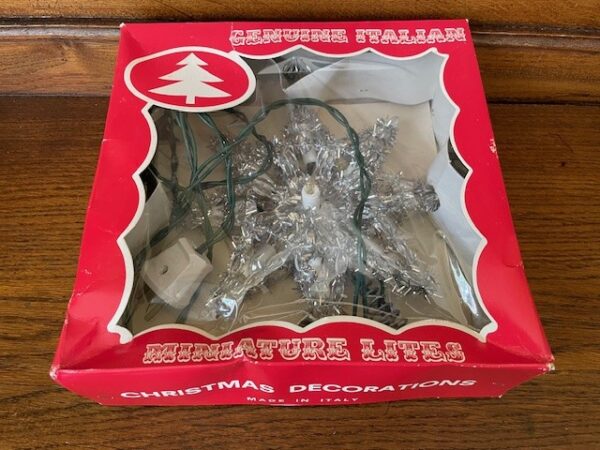 GENUINE ITALIAN
MINIATURE LITES
CHRISTMAS DECORATIONS
MADE IN ITALY